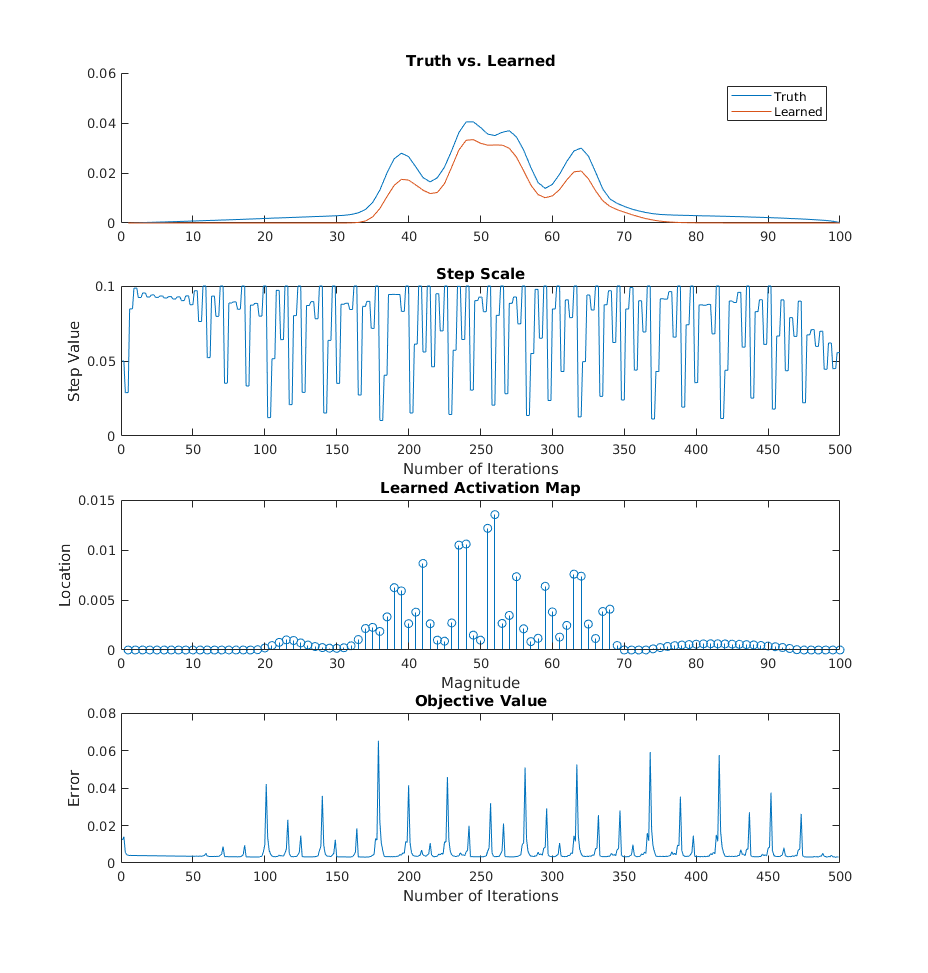 Truth vs. Learned
0.06
0.04
0.02
0
Truth
Learned
0 10 20 30 40 50 60 70 80 90 100
Step Scale
0.1
0.05
0
Step Value
0 50 100 150 200 250 300 350 400 450 500
Number of Iterations
Learned Activation Map
0.015
0.01
0.005
0
Location
0 10 20 30 40 50 60 70 80 90 100
Magnitude
Objective Value
0.08
0.06
0.04
0.02
0
Error
0 50 100 150 200 250 300 350 400 450 500
Number of Iterations